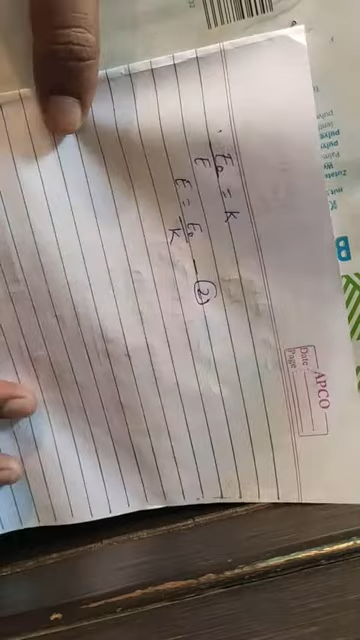 APCO
Date :
Page :
E₀/E = K
E = E₀/K — ②